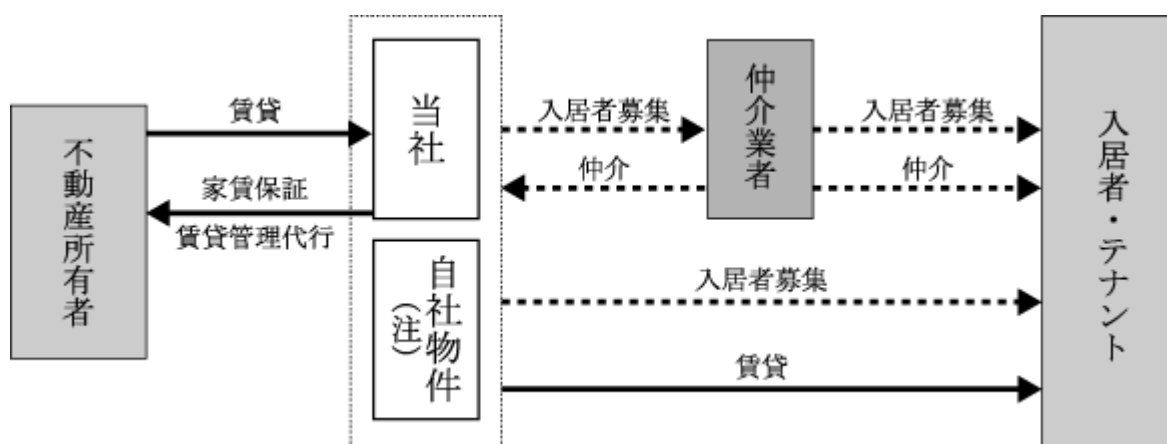 不動産所有者
賃貸
家賃保証
賃貸管理代行
当社
自社物件
(注)
入居者募集
仲介
仲介業者
入居者募集
仲介
入居者募集
賃貸
入居者・テナント